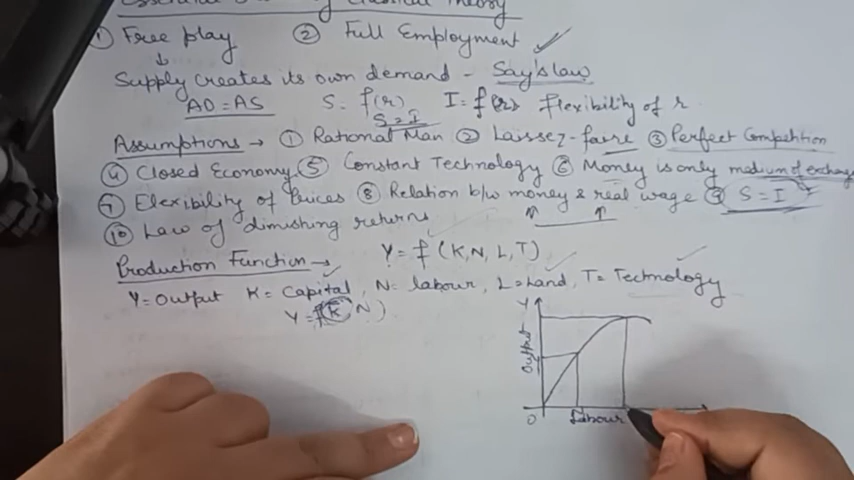 Theory
① Free play ② Full Employment
Supply creates its own demand - Say's law
AD = AS S = f(r) I = f(r) flexibility of r
S = I
Assumptions → ① Rational Man ② Laissez-faire ③ Perfect Competition
④ Closed Economy ⑤ Constant Technology ⑥ Money is only medium of exchange
⑦ Flexibility of Prices ⑧ Relation b/w money & real wage ⑨ S = I
⑩ Law of dimishing returns
Production Function → Y = f (K, N, L, T)
Y = Output K = Capital, N = labour, L = Land, T = Technology
Y = f(K N)
Y
Output
O Labour